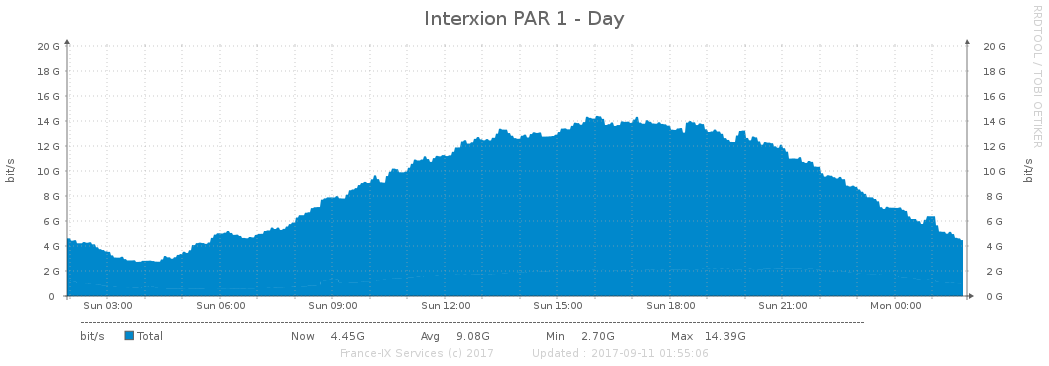 Interxion PAR 1 - Day
RRDTOOL / TOBI OETIKER
20 G 20 G
18 G 18 G
16 G 16 G
14 G 14 G
12 G 12 G
10 G 10 G
8 G 8 G
6 G 6 G
4 G 4 G
2 G 2 G
0 0 G
bit/s
bit/s
Sun 03:00 Sun 06:00 Sun 09:00 Sun 12:00 Sun 15:00 Sun 18:00 Sun 21:00 Mon 00:00
bit/s Total Now 4.45G Avg 9.08G Min 2.70G Max 14.39G
France-IX Services (c) 2017 Updated : 2017-09-11 01:55:06